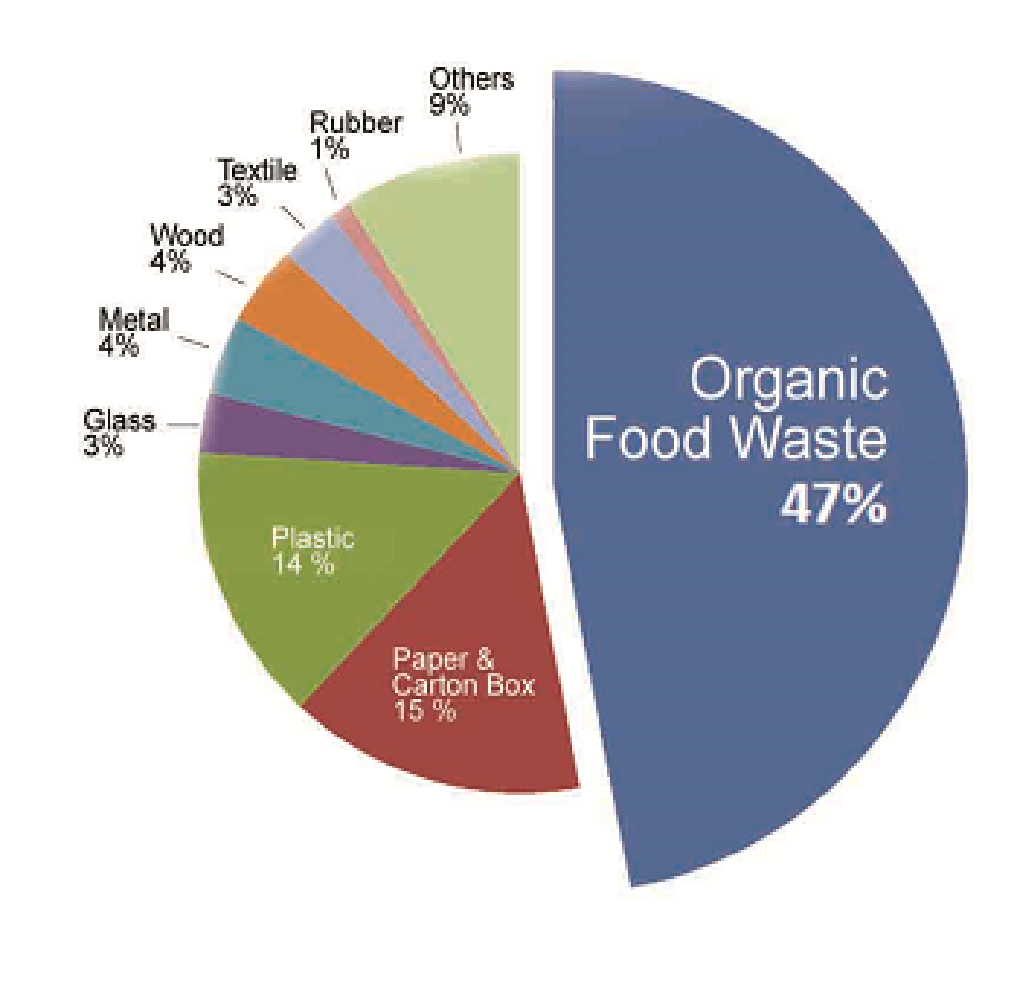 Others
9%
Rubber
1%
Textile
3%
Wood
4%
Metal
4%
Glass
3%
Plastic
14 %
Paper &
Carton Box
15 %
Organic
Food Waste
47%